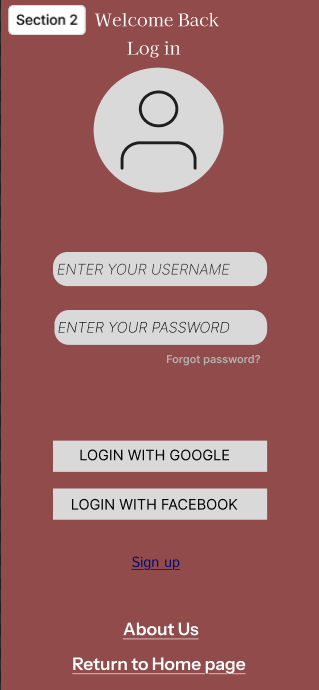 Section 2
Welcome Back
Log in
ENTER YOUR USERNAME
ENTER YOUR PASSWORD
Forgot password?
LOGIN WITH GOOGLE
LOGIN WITH FACEBOOK
Sign up
About Us
Return to Home page